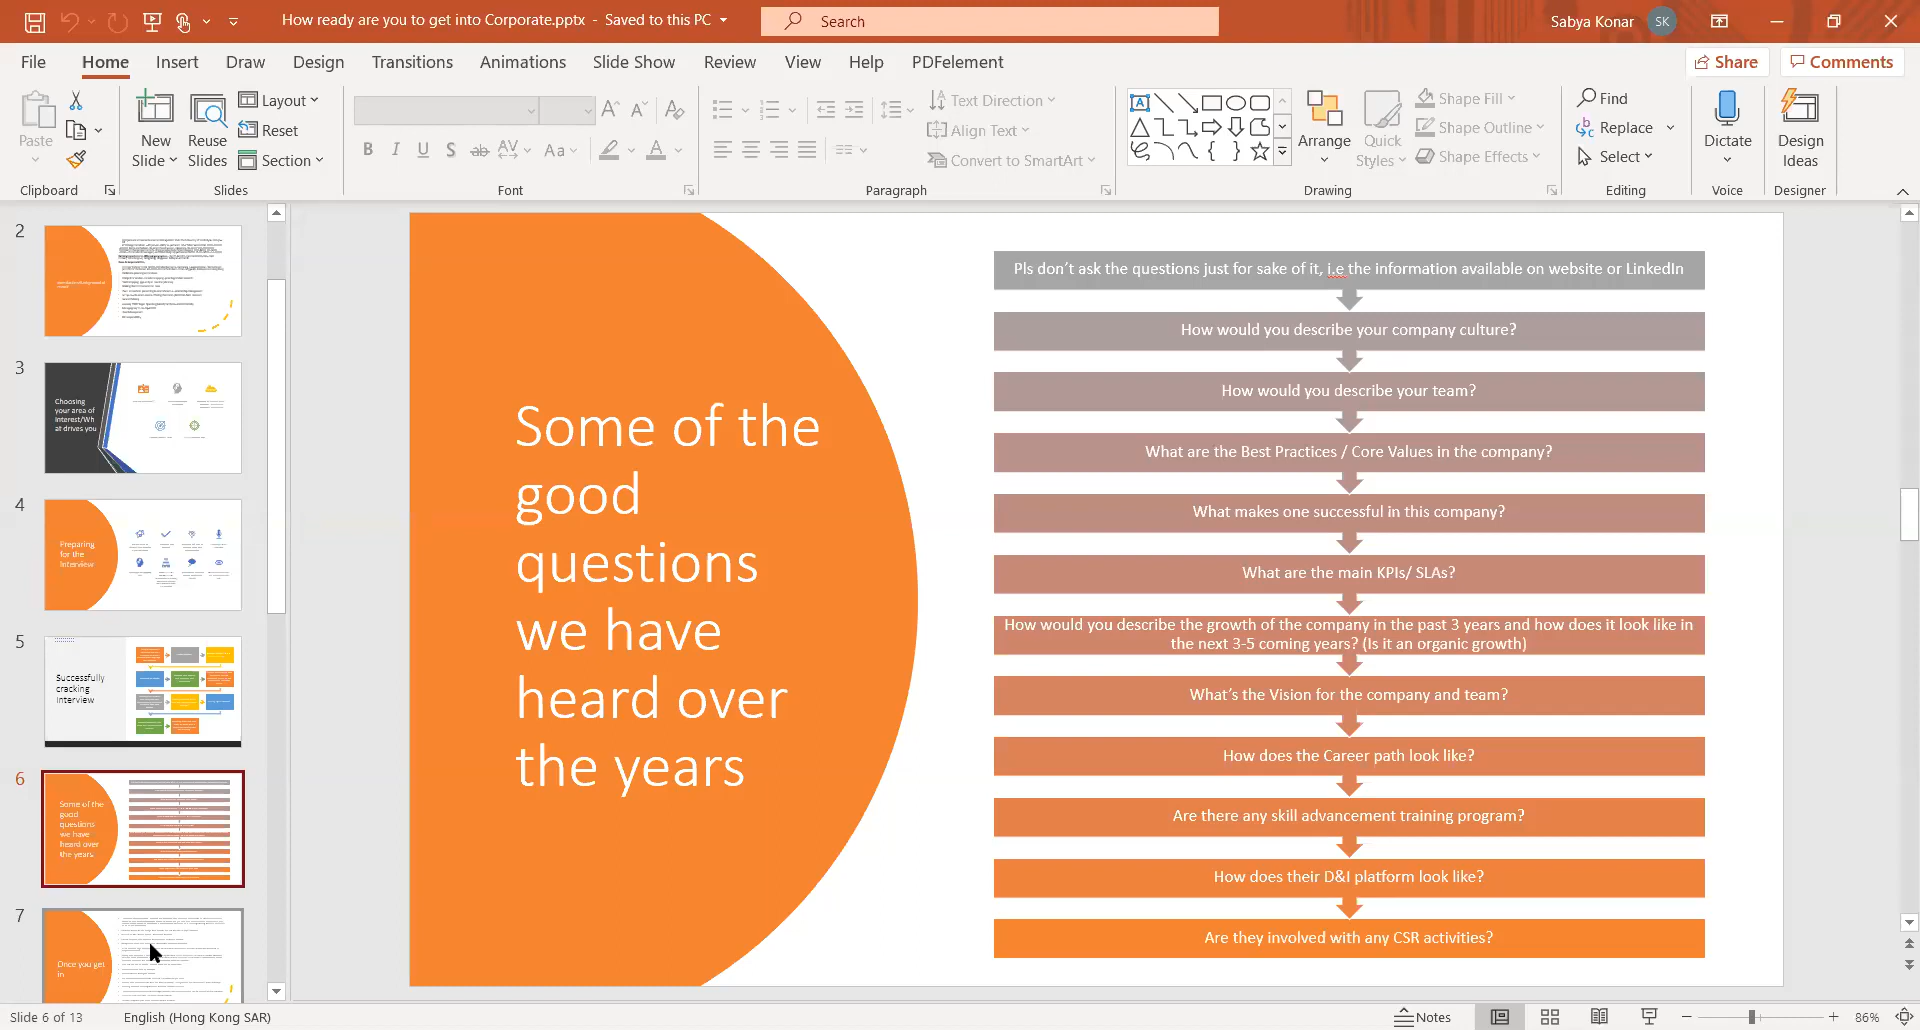 How ready are you to get into Corporate.pptx - Saved to this PC
Search
Sabya Konar
SK
File Home Insert Draw Design Transitions Animations Slide Show Review View Help PDFelement
Share
Comments
Paste
New Slide
Reuse Slides
Layout
Reset
Section
B I U S ab AV Aa A
Text Direction
Align Text
Convert to SmartArt
Arrange
Quick Styles
Shape Fill
Shape Outline
Shape Effects
Find
Replace
Select
Dictate
Design Ideas
Clipboard
Slides
Font
Paragraph
Drawing
Editing
Voice
Designer
2
3
Choosing
your area of
Interest/Wh
at drives you
4
Preparing
for the
Interview
5
Successfully
cracking
Interview
6
Some of the
good
questions
we have
heard over
the years
7
Once you get
in
Some of the
good
questions
we have
heard over
the years
Pls don’t ask the questions just for sake of it, i.e the information available on website or LinkedIn
How would you describe your company culture?
How would you describe your team?
What are the Best Practices / Core Values in the company?
What makes one successful in this company?
What are the main KPIs/ SLAs?
How would you describe the growth of the company in the past 3 years and how does it look like in
the next 3-5 coming years? (Is it an organic growth)
What’s the Vision for the company and team?
How does the Career path look like?
Are there any skill advancement training program?
How does their D&I platform look like?
Are they involved with any CSR activities?
Slide 6 of 13
English (Hong Kong SAR)
Notes
86%